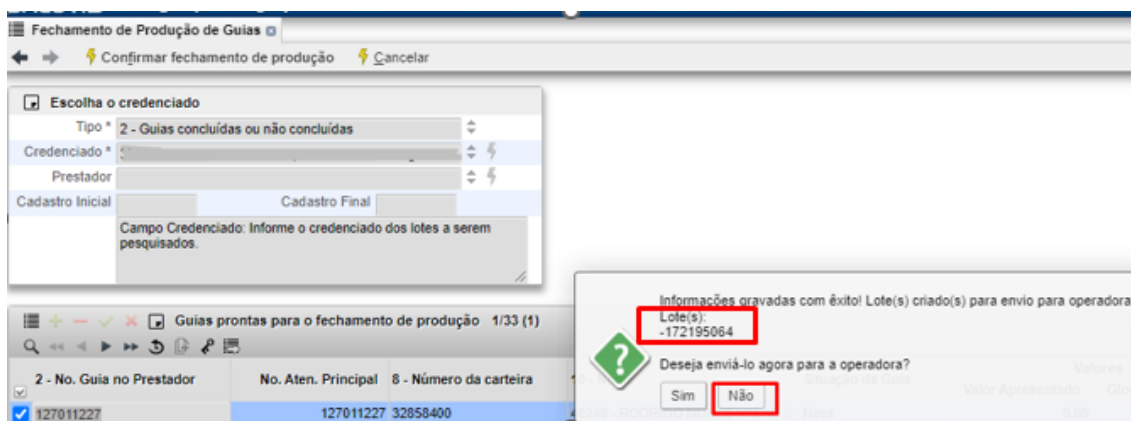 Fechamento de Produção de Guias
Confirmar fechamento de produção Cancelar
Escolha o credenciado
Tipo * 2 - Guias concluídas ou não concluídas
Credenciado *
Prestador
Cadastro Inicial Cadastro Final
Campo Credenciado: Informe o credenciado dos lotes a serem
pesquisados.
Informações gravadas com êxito! Lote(s) criado(s) para envio para operadora
Lote(s):
-172195064
Deseja enviá-lo agora para a operadora?
Sim Não
Guias prontas para o fechamento de produção 1/33 (1)
2 - No. Guia no Prestador No. Aten. Principal 8 - Número da carteira
Situação da Guia Valores
Valor Apresentado
127011227 127011227 32858400 Nova 0.00